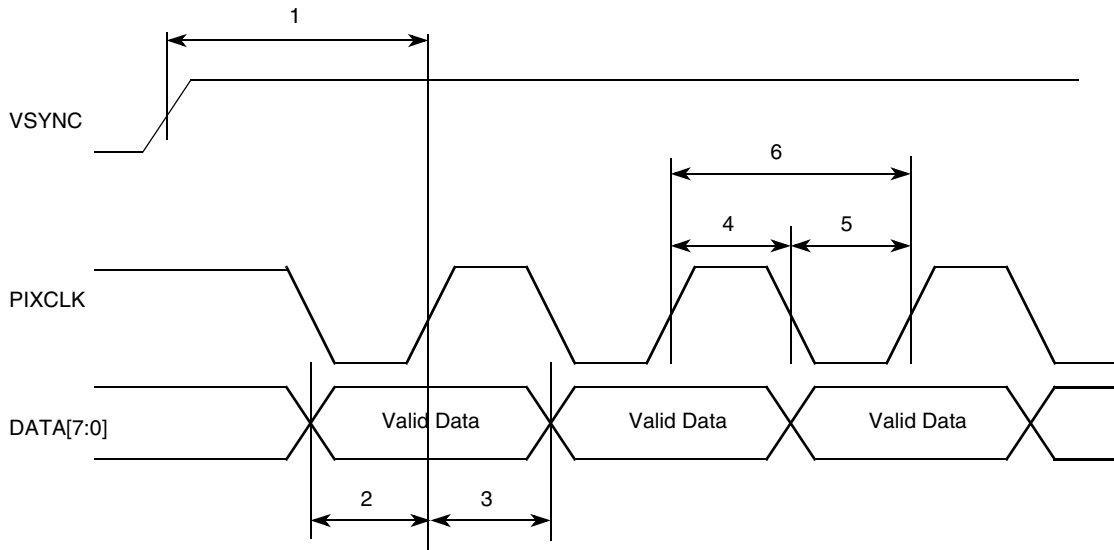 1
VSYNC
6
4
5
PIXCLK
DATA[7:0]
Valid Data
Valid Data
Valid Data
2
3